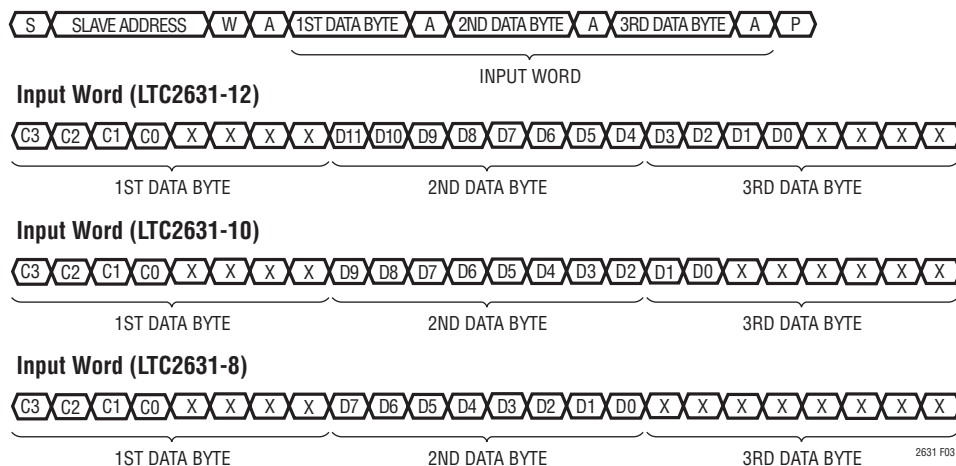 S SLAVE ADDRESS W A 1ST DATA BYTE A 2ND DATA BYTE A 3RD DATA BYTE A P
INPUT WORD
Input Word (LTC2631-12)
C3 C2 C1 C0 X X X X D11 D10 D9 D8 D7 D6 D5 D4 D3 D2 D1 D0 X X X X
1ST DATA BYTE 2ND DATA BYTE 3RD DATA BYTE
Input Word (LTC2631-10)
C3 C2 C1 C0 X X X X D9 D8 D7 D6 D5 D4 D3 D2 D1 D0 X X X X X X
1ST DATA BYTE 2ND DATA BYTE 3RD DATA BYTE
Input Word (LTC2631-8)
C3 C2 C1 C0 X X X X D7 D6 D5 D4 D3 D2 D1 D0 X X X X X X X X
1ST DATA BYTE 2ND DATA BYTE 3RD DATA BYTE 2631 F03